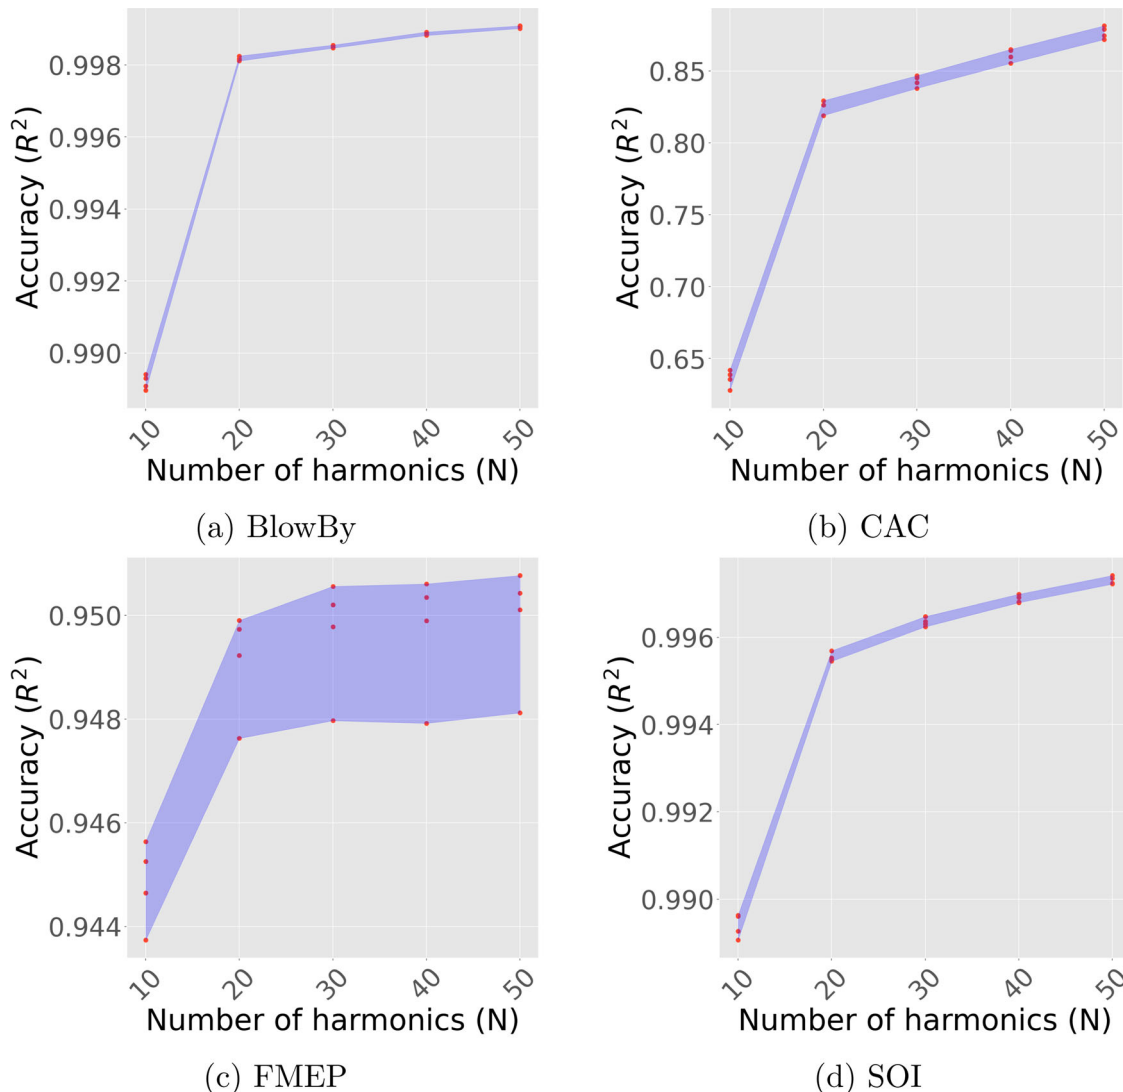 0.998
0.996
0.994
0.992
0.990
Accuracy (R²)
10 20 30 40 50
Number of harmonics (N)
(a) BlowBy
0.85
0.80
0.75
0.70
0.65
Accuracy (R²)
10 20 30 40 50
Number of harmonics (N)
(b) CAC
0.950
0.948
0.946
0.944
Accuracy (R²)
10 20 30 40 50
Number of harmonics (N)
(c) FMEP
0.996
0.994
0.992
0.990
Accuracy (R²)
10 20 30 40 50
Number of harmonics (N)
(d) SOI